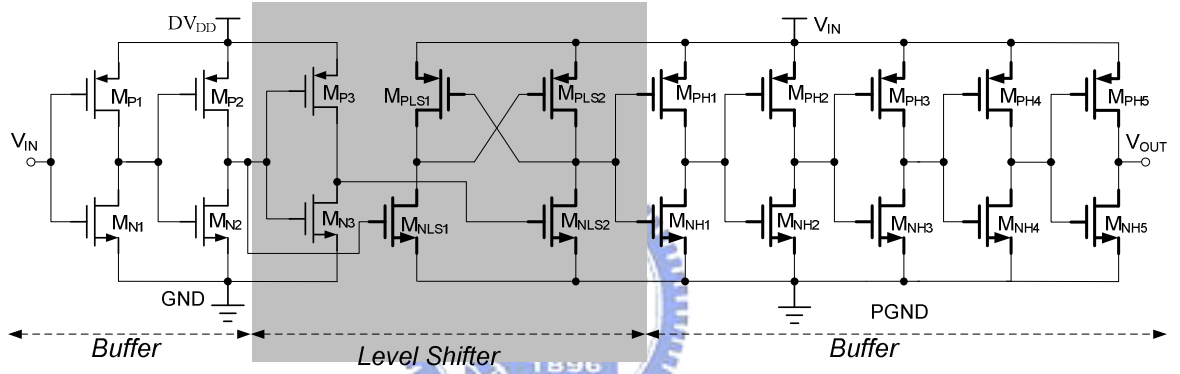 DVDD
VIN
MP1
MP2
MP3
MPLS1
MPLS2
MPH1
MPH2
MPH3
MPH4
MPH5
VIN
VOUT
MN1
MN2
MN3
MNLS1
MNLS2
MNH1
MNH2
MNH3
MNH4
MNH5
GND
PGND
Buffer
Level Shifter
Buffer
1896